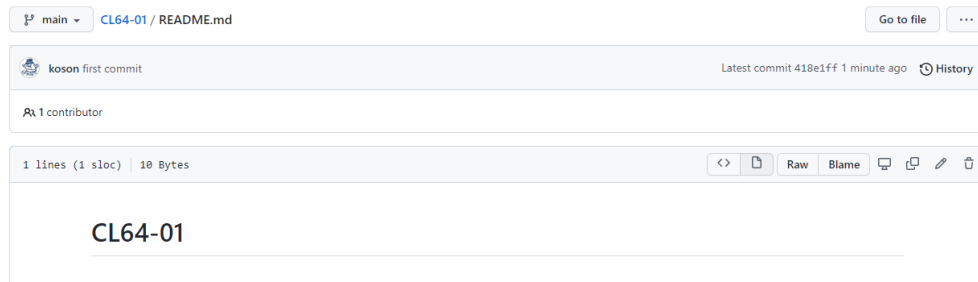 main CL64-01 / README.md Go to file ...
koson first commit Latest commit 418e1ff 1 minute ago History
1 contributor
1 lines (1 sloc) 10 Bytes <> Raw Blame
CL64-01